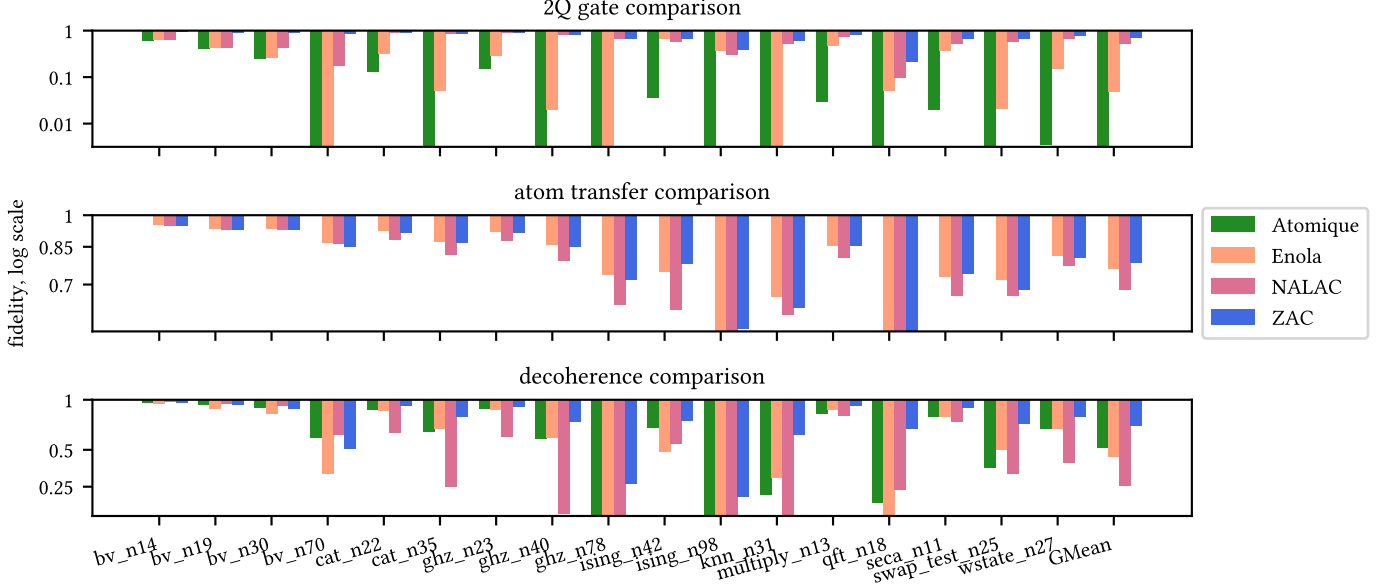 2Q gate comparison
1
0.1
0.01
atom transfer comparison
1
0.85
0.7
fidelity, log scale
Atomique
Enola
NALAC
ZAC
decoherence comparison
1
0.5
0.25
bv_n14
bv_n19
bv_n30
bv_n70
cat_n22
cat_n35
ghz_n23
ghz_n40
ghz_n78
ising_n42
ising_n98
knn_n31
multiply_n13
qft_n18
seca_n11
swap_test_n25
wstate_n27
GMean